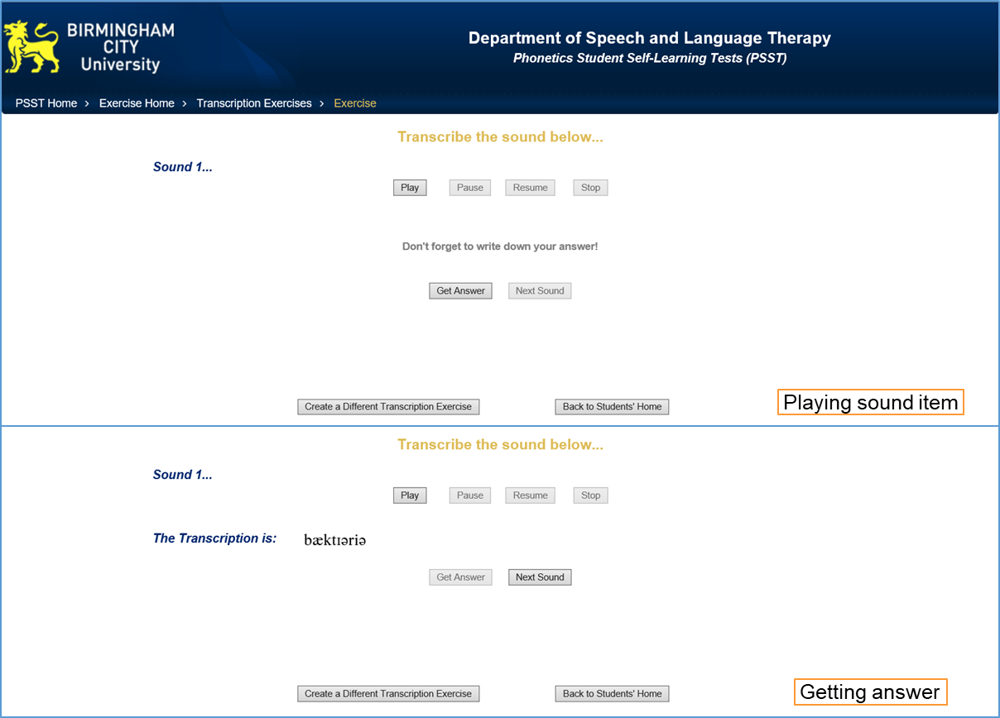 BIRMINGHAM
CITY
University
Department of Speech and Language Therapy
Phonetics Student Self-Learning Tests (PSST)
PSST Home › Exercise Home › Transcription Exercises › Exercise
Transcribe the sound below...
Sound 1...
Play Pause Resume Stop
Don't forget to write down your answer!
Get Answer Next Sound
Create a Different Transcription Exercise Back to Students' Home
Playing sound item
Transcribe the sound below...
Sound 1...
Play Pause Resume Stop
The Transcription is: bæktɪəriə
Get Answer Next Sound
Create a Different Transcription Exercise Back to Students' Home
Getting answer